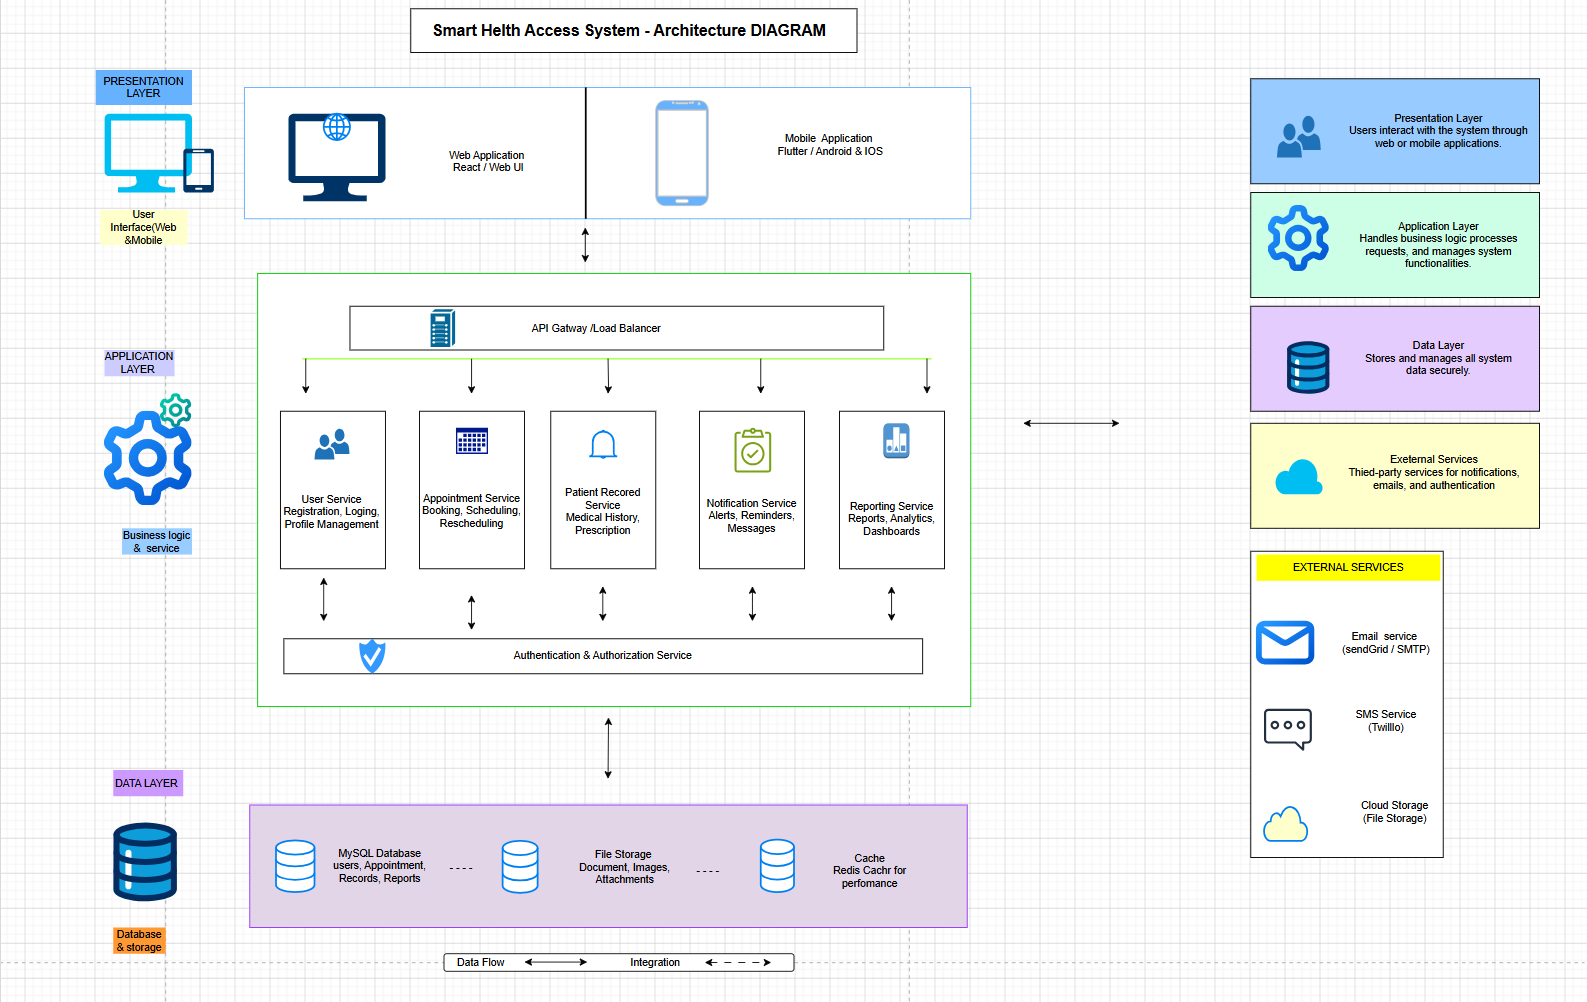 Smart Helth Access System - Architecture DIAGRAM
PRESENTATION
LAYER
User
Interface(Web
&Mobile
Web Application
React / Web UI
Mobile Application
Flutter / Android & IOS
APPLICATION
LAYER
Business logic
& service
API Gatway /Load Balancer
User Service
Registration, Loging,
Profile Management
Appointment Service
Booking, Scheduling,
Rescheduling
Patient Recored
Service
Medical History,
Prescription
Notification Service
Alerts, Reminders,
Messages
Reporting Service
Reports, Analytics,
Dashboards
Authentication & Authorization Service
DATA LAYER
Database
& storage
MySQL Database
users, Appointment,
Records, Reports
File Storage
Document, Images,
Attachments
Cache
Redis Cachr for
perfomance
Data Flow
Integration
Presentation Layer
Users interact with the system through
web or mobile applications.
Application Layer
Handles business logic processes
requests, and manages system
functionalities.
Data Layer
Stores and manages all system
data securely.
Exeternal Services
Thied-party services for notifications,
emails, and authentication
EXTERNAL SERVICES
Email service
(sendGrid / SMTP)
SMS Service
(Twilllo)
Cloud Storage
(File Storage)